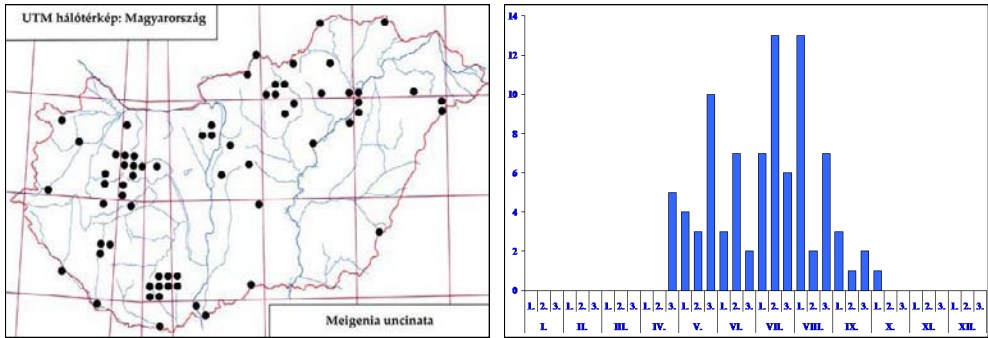 UTM hálótérkép: Magyarország
Meigenia uncinata
14
12
10
8
6
4
2
0
1. 2. 3. 1. 2. 3. 1. 2. 3. 1. 2. 3. 1. 2. 3. 1. 2. 3. 1. 2. 3. 1. 2. 3. 1. 2. 3. 1. 2. 3. 1. 2. 3. 1. 2. 3.
I. II. III. IV. V. VI. VII. VIII. IX. X. XI. XII.